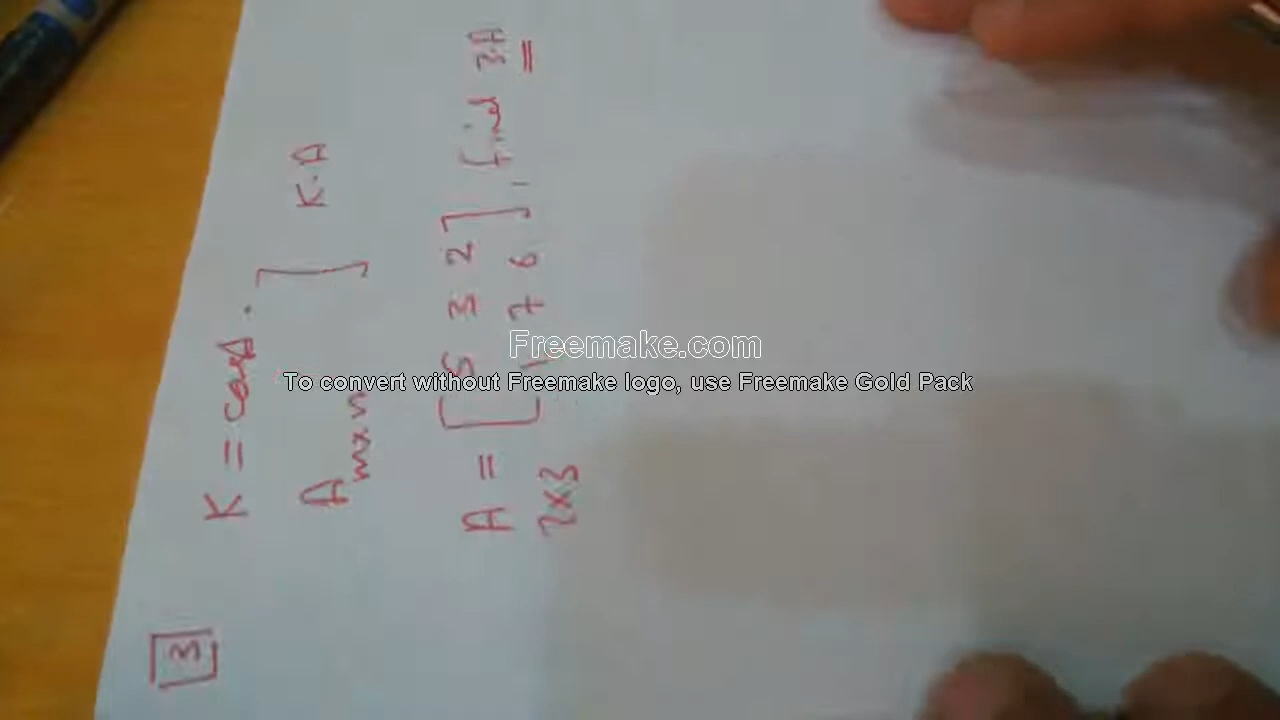 3
K = const.
A m×n ] K.A
A = [ 5 3 2
1 7 6 ], find 3.A
2×3
Freemake.com
To convert without Freemake logo, use Freemake Gold Pack